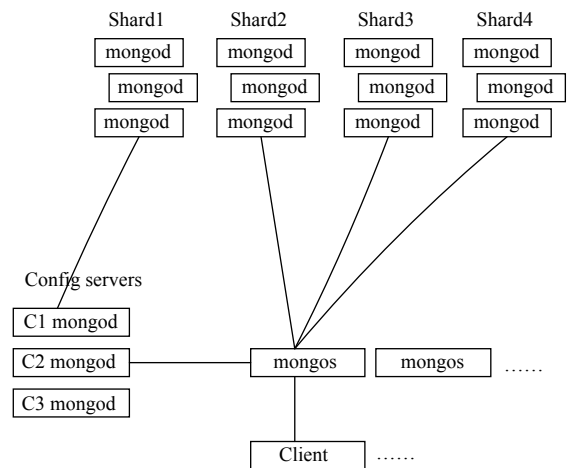 Shard1 Shard2 Shard3 Shard4
mongod mongod mongod mongod
mongod mongod mongod mongod
mongod mongod mongod mongod
Config servers
C1 mongod
C2 mongod mongos mongos ......
C3 mongod
Client ......